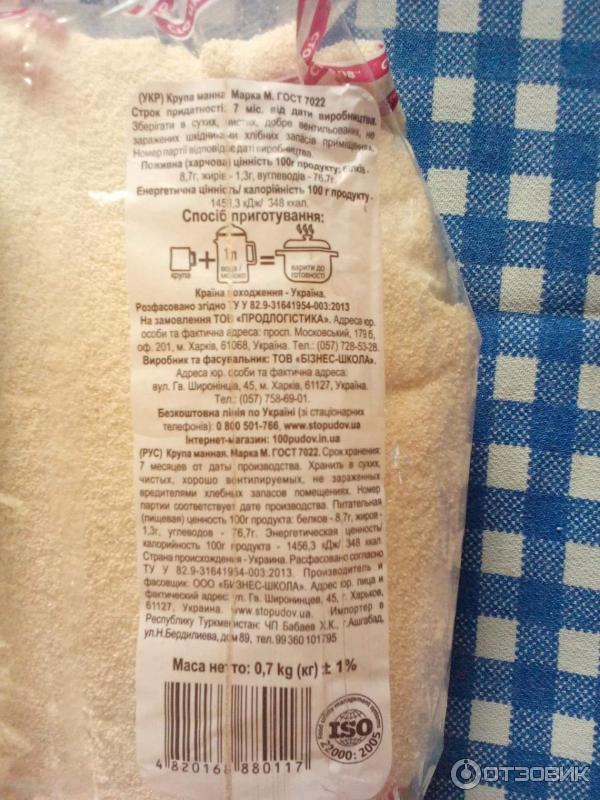 (УКР) Крупа манна Марка М. ГОСТ 7022
Строк придатності: 7 міс. від дати виробництва.
Зберігати в сухих, чистих, добре вентильованих, не
заражених шкідниками хлібних запасів приміщеннях.
Номер партії відповідає даті виробництва.
Поживна (харчова) цінність 100г продукту: білків -
8,7г, жирів - 1,3г, вуглеводів - 76,7г.
Енергетична цінність/ калорійність 100 г продукту -
1456,3 кДж/ 348 ккал.
Спосіб приготування:
крупа + 1л вода / молоко = варити до готовності
Країна походження - Україна.
Розфасовано згідно ТУ У 82.9-31641954-003:2013
На замовлення ТОВ «ПРОДЛОГІСТИКА». Адреса юр.
особи та фактична адреса: просп. Московський, 179б,
оф. 201, м. Харків, 61068, Україна. Тел.: (057) 728-53-28.
Виробник та фасувальник: ТОВ «БІЗНЕС-ШКОЛА».
Адреса юр. особи та фактична адреса:
вул. Гв. Широнінців, 45, м. Харків, 61127, Україна.
Тел.: (057) 758-69-01.
Безкоштовна лінія по Україні (зі стаціонарних
телефонів): 0 800 501-766, www.stopudov.ua
Інтернет-магазин: 100pudov.in.ua
(РУС) Крупа манная. Марка М. ГОСТ 7022. Срок хранения:
7 месяцев от даты производства. Хранить в сухих,
чистых, хорошо вентилируемых, не зараженных
вредителями хлебных запасов помещениях. Номер
партии соответствует дате производства. Питательная
(пищевая) ценность 100г продукта: белков - 8,7г, жиров -
1,3г, углеводов - 76,7г. Энергетическая ценность/
калорийность 100г продукта - 1456,3 кДж/ 348 ккал.
Страна происхождения - Украина. Расфасовано согласно
ТУ У 82.9-31641954-003:2013. Производитель и
фасовщик: ООО «БИЗНЕС-ШКОЛА». Адрес юр. лица и
фактический адрес: ул. Гв. Широнинцев, 45, г. Харьков,
61127, Украина. www.stopudov.ua. Импортер в
Республику Туркменистан: ЧП Бабаев Х.К., г.Ашгабад,
ул.Н.Бердилиева, дом 89, тел. 99 360 101795
Маса нетто: 0,7 kg (кг) ± 1%
4 820168 880117
food safety management systems
ISO
22000: 2005
ОТЗОВИК